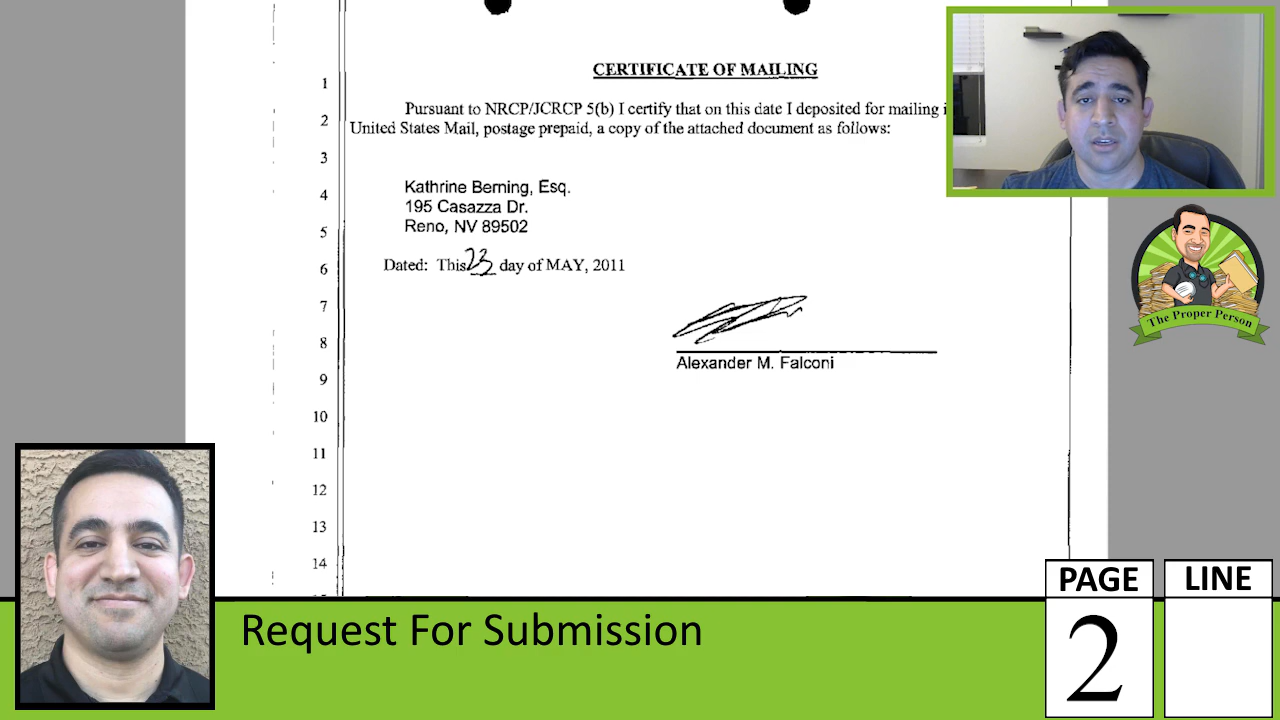 CERTIFICATE OF MAILING
1
Pursuant to NRCP/JCRCP 5(b) I certify that on this date I deposited for mailing
2
United States Mail, postage prepaid, a copy of the attached document as follows:
3
4
Kathrine Berning, Esq.
195 Casazza Dr.
5
Reno, NV 89502
6
Dated: This 23 day of MAY, 2011
7
8
Alexander M. Falconi
9
10
11
12
13
14
The Proper Person
Request For Submission
PAGE
2
LINE